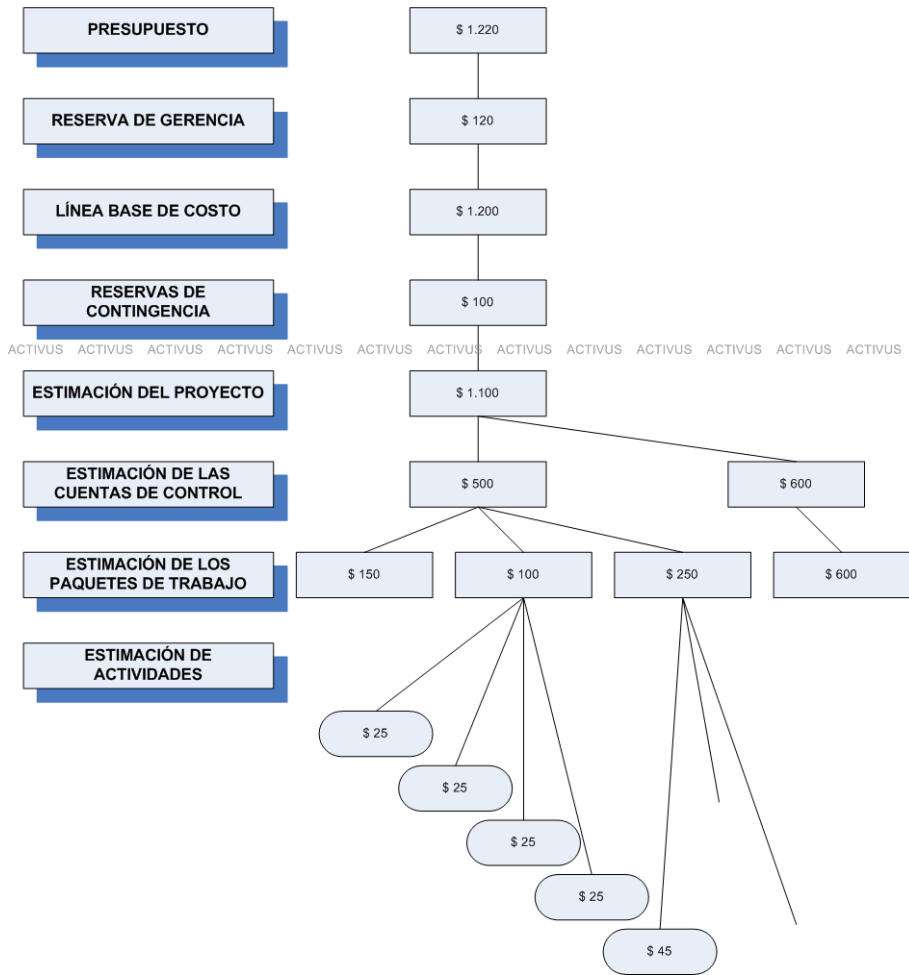 PRESUPUESTO
$ 1.220
RESERVA DE GERENCIA
$ 120
LÍNEA BASE DE COSTO
$ 1.200
RESERVAS DE
CONTINGENCIA
$ 100
ACTIVUS ACTIVUS ACTIVUS ACTIVUS ACTIVUS ACTIVUS ACTIVUS ACTIVUS ACTIVUS ACTIVUS ACTIVUS ACTIVUS ACTIVUS
ESTIMACIÓN DEL PROYECTO
$ 1.100
ESTIMACIÓN DE LAS
CUENTAS DE CONTROL
$ 500
$ 600
ESTIMACIÓN DE LOS
PAQUETES DE TRABAJO
$ 150
$ 100
$ 250
$ 600
ESTIMACIÓN DE
ACTIVIDADES
$ 25
$ 25
$ 25
$ 25
$ 45